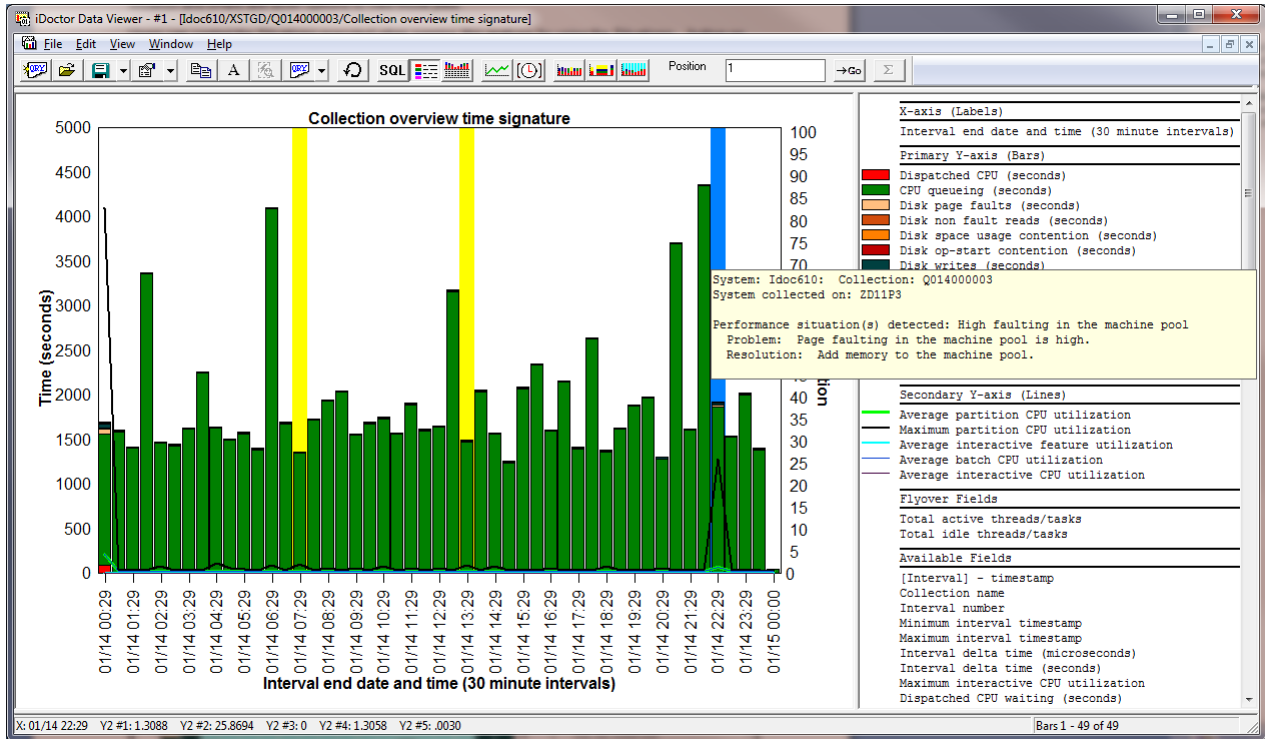 iDoctor Data Viewer - #1 - [Idoc610/XSTGD/Q014000003/Collection overview time signature]
File Edit View Window Help
SQL Position 1 Go Σ
Collection overview time signature
5000
4500
4000
3500
3000
2500
2000
1500
1000
500
0
Time (seconds)
100
95
90
85
80
75
70
40
35
30
25
20
15
10
5
0
01/14 00:29
01/14 01:29
01/14 02:29
01/14 03:29
01/14 04:29
01/14 05:29
01/14 06:29
01/14 07:29
01/14 08:29
01/14 09:29
01/14 10:29
01/14 11:29
01/14 12:29
01/14 13:29
01/14 14:29
01/14 15:29
01/14 16:29
01/14 17:29
01/14 18:29
01/14 19:29
01/14 20:29
01/14 21:29
01/14 22:29
01/14 23:29
01/15 00:00
Interval end date and time (30 minute intervals)
System: Idoc610: Collection: Q014000003
System collected on: ZD11P3
Performance situation(s) detected: High faulting in the machine pool
Problem: Page faulting in the machine pool is high.
Resolution: Add memory to the machine pool.
X-axis (Labels)
Interval end date and time (30 minute intervals)
Primary Y-axis (Bars)
Dispatched CPU (seconds)
CPU queueing (seconds)
Disk page faults (seconds)
Disk non fault reads (seconds)
Disk space usage contention (seconds)
Disk op-start contention (seconds)
Disk writes (seconds)
Secondary Y-axis (Lines)
Average partition CPU utilization
Maximum partition CPU utilization
Average interactive feature utilization
Average batch CPU utilization
Average interactive CPU utilization
Flyover Fields
Total active threads/tasks
Total idle threads/tasks
Available Fields
[Interval] - timestamp
Collection name
Interval number
Minimum interval timestamp
Maximum interval timestamp
Interval delta time (microseconds)
Interval delta time (seconds)
Maximum interactive CPU utilization
Dispatched CPU waiting (seconds)
X: 01/14 22:29 Y2 #1: 1.3088 Y2 #2: 25.8694 Y2 #3: 0 Y2 #4: 1.3058 Y2 #5: .0030
Bars 1 - 49 of 49